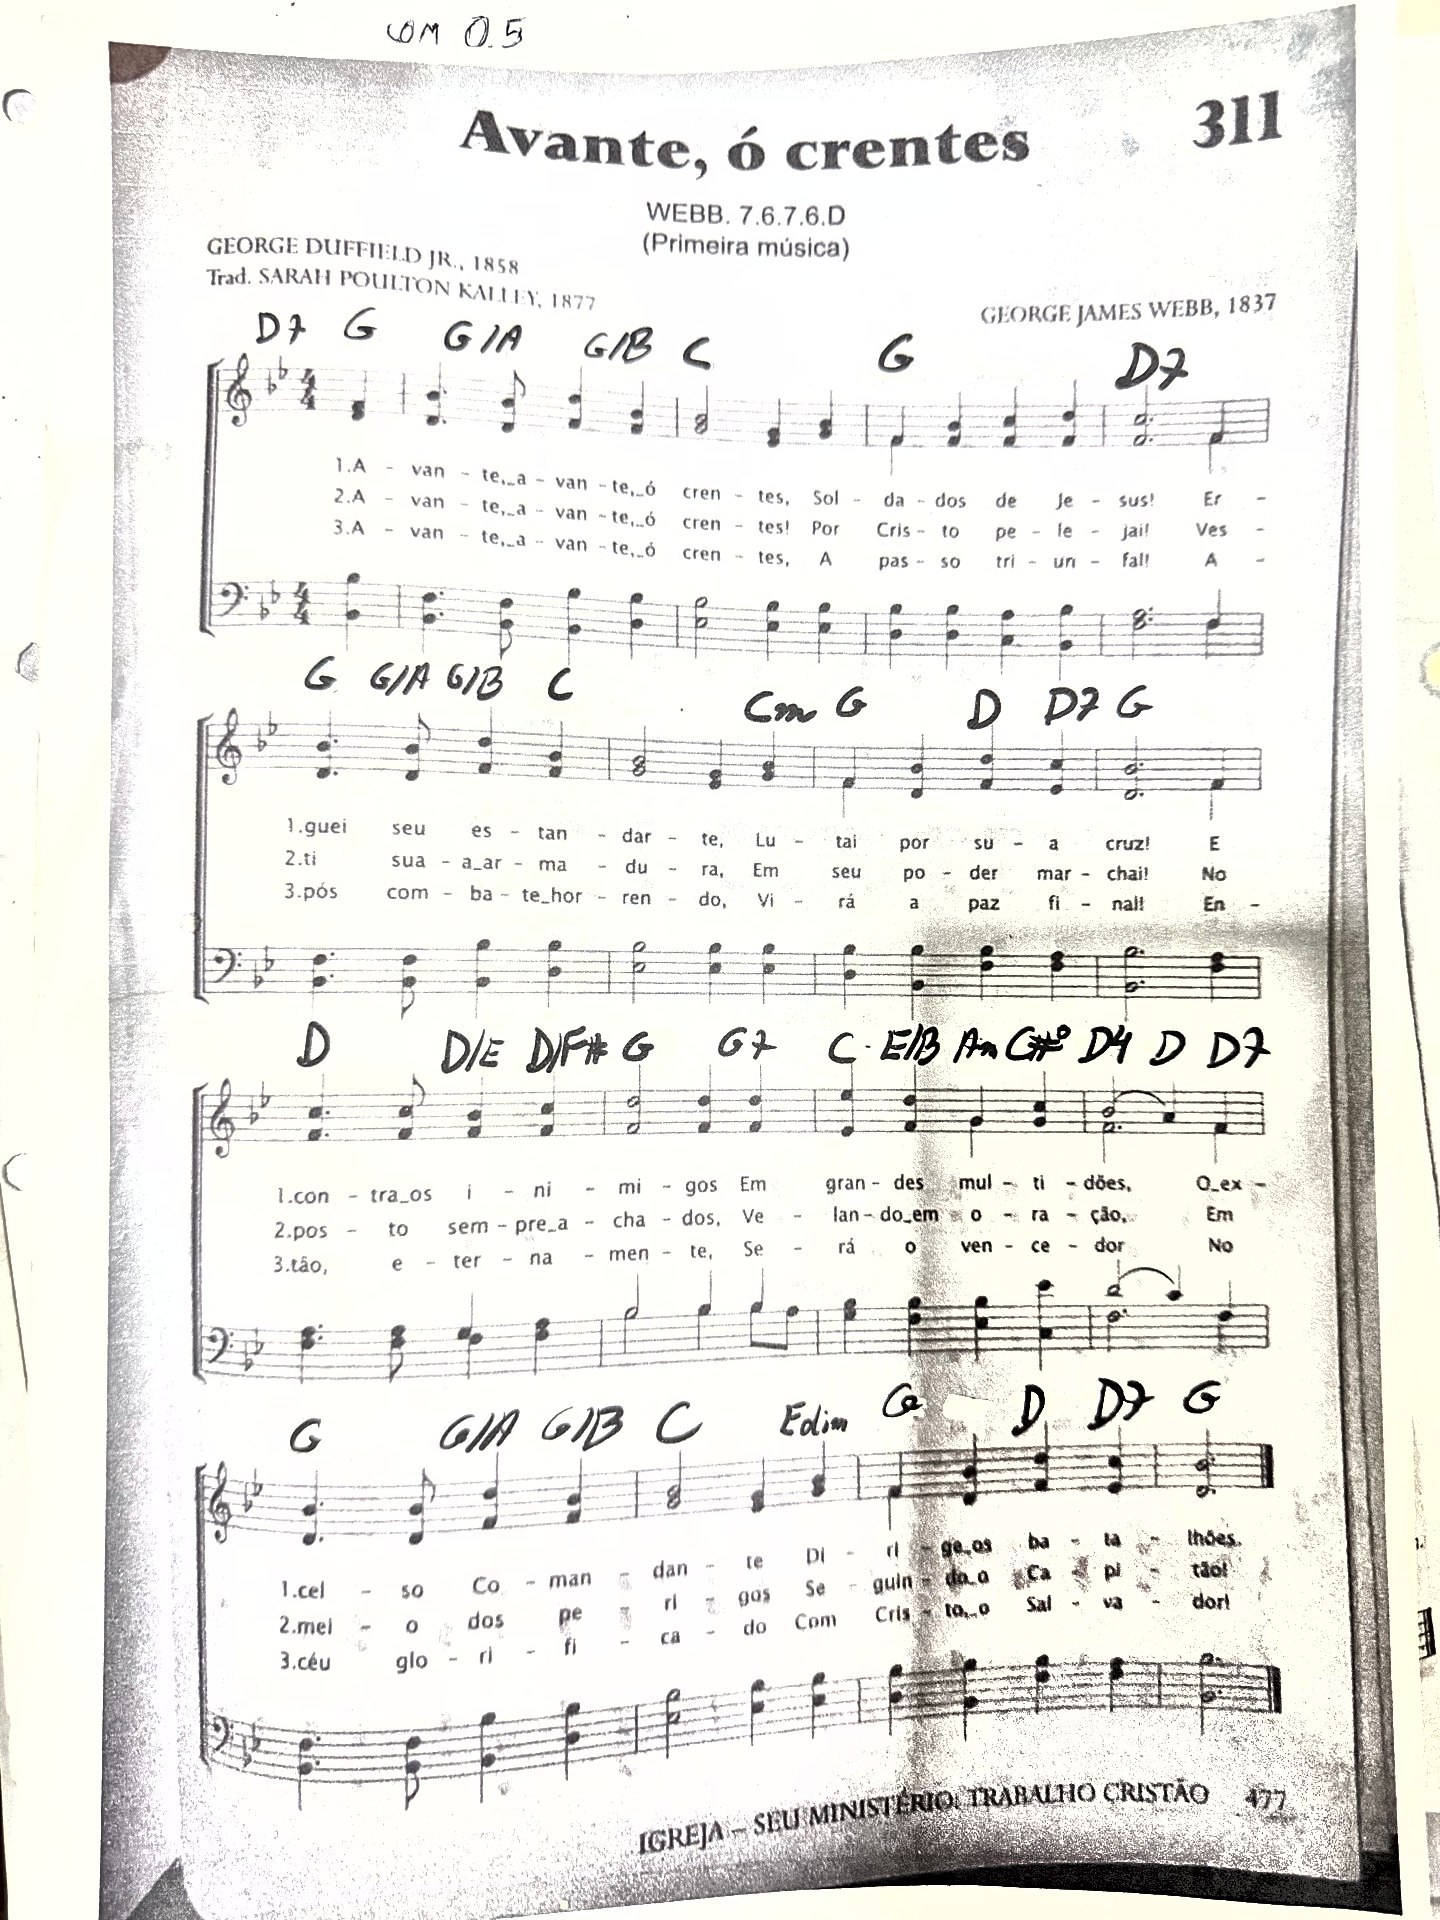 COM 0.5
Avante, ó crentes
311
WEBB. 7.6.7.6.D
(Primeira música)
GEORGE DUFFIELD JR., 1858
Trad. SARAH POULTON KALLEY, 1877
GEORGE JAMES WEBB, 1837
D7 G G/A G/B C G D7
1.A - van - te,_a - van - te,_ó cren - tes, Sol - da - dos de Je - sus! Er -
2.A - van - te,_a - van - te,_ó cren - tes! Por Cris - to pe - le - jai! Ves -
3.A - van - te,_a - van - te,_ó cren - tes, A pas - so tri - un - fal! A -
G G/A G/B C Cm G D D7 G
1.guei seu es - tan - dar - te, Lu - tai por su - a cruz! E
2.ti sua - a_ar - ma - du - ra, Em seu po - der mar - chai! No
3.pós com - ba - te_hor - ren - do, Vi - rá a paz fi - nal! En -
D D/E D/F# G G7 C E/B Am C#° D4 D D7
1.con - tra_os i - ni - mi - gos Em gran - des mul - ti - dões, O_ex -
2.pos - to sem - pre_a - cha - dos, Ve - lan - do_em o - ra - ção, Em
3.tão, e - ter - na - men - te, Se - rá o ven - ce - dor No
G G/A G/B C Edim G D D7 G
1.cel - so Co - man - dan - te Di - ri - ge_os ba - ta - lhões.
2.mei - o dos pe - ri - gos Se - guin - do_o Ca - pi - tão!
3.céu glo - ri - fi - ca - do Com Cris - to,_o Sal - va - dor!
IGREJA – SEU MINISTÉRIO: TRABALHO CRISTÃO 477